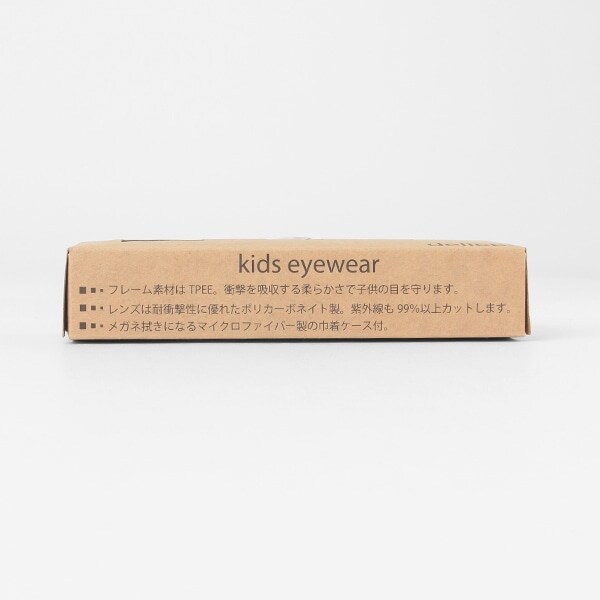 kids eyewear
■▪・フレーム素材は TPEE。衝撃を吸収する柔らかさで子供の目を守ります。
■▪・レンズは耐衝撃性に優れたポリカーボネイト製。紫外線も 99%以上カットします。
■▪・メガネ拭きになるマイクロファイバー製の巾着ケース付。